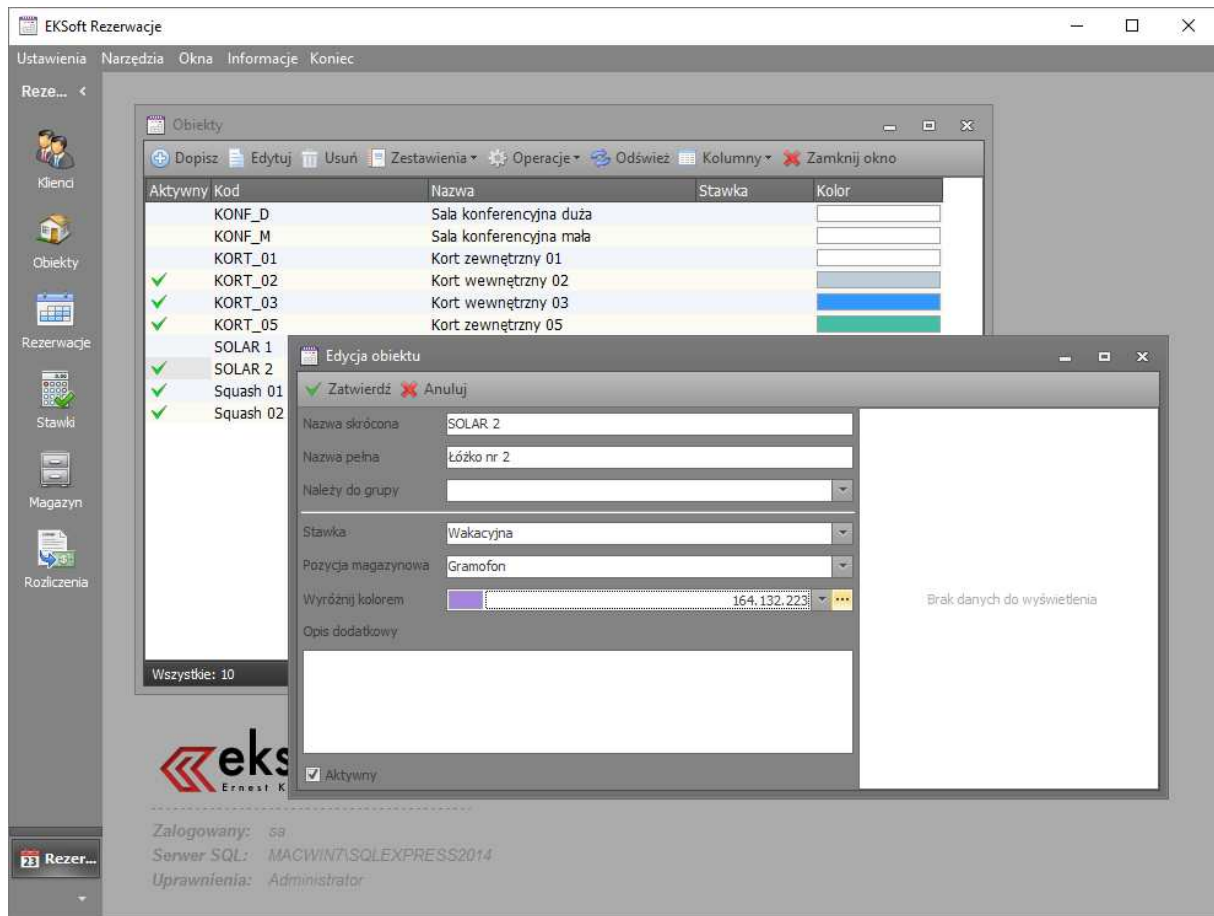 EKSoft Rezerwacje
Ustawienia Narzędzia Okna Informacje Koniec
Reze...
Klienci
Obiekty
Rezerwacje
Stawki
Magazyn
Rozliczenia
23 Rezer...
Obiekty
Dopisz Edytuj Usuń Zestawienia Operacje Odśwież Kolumny Zamknij okno
Aktywny Kod Nazwa Stawka Kolor
KONF_D Sala konferencyjna duża
KONF_M Sala konferencyjna mała
KORT_01 Kort zewnętrzny 01
KORT_02 Kort wewnętrzny 02
KORT_03 Kort wewnętrzny 03
KORT_05 Kort zewnętrzny 05
SOLAR 1
SOLAR 2
Squash 01
Squash 02
Wszystkie: 10
Edycja obiektu
Zatwierdź Anuluj
Nazwa skrócona SOLAR 2
Nazwa pełna Łóżko nr 2
Należy do grupy
Stawka Wakacyjna
Pozycja magazynowa Gramofon
Wyróżnij kolorem 164.132.223 ...
Opis dodatkowy
Aktywny
Brak danych do wyświetlenia
eks
Ernest K
Zalogowany: sa
Serwer SQL: MACWIN7\SQLEXPRESS2014
Uprawnienia: Administrator